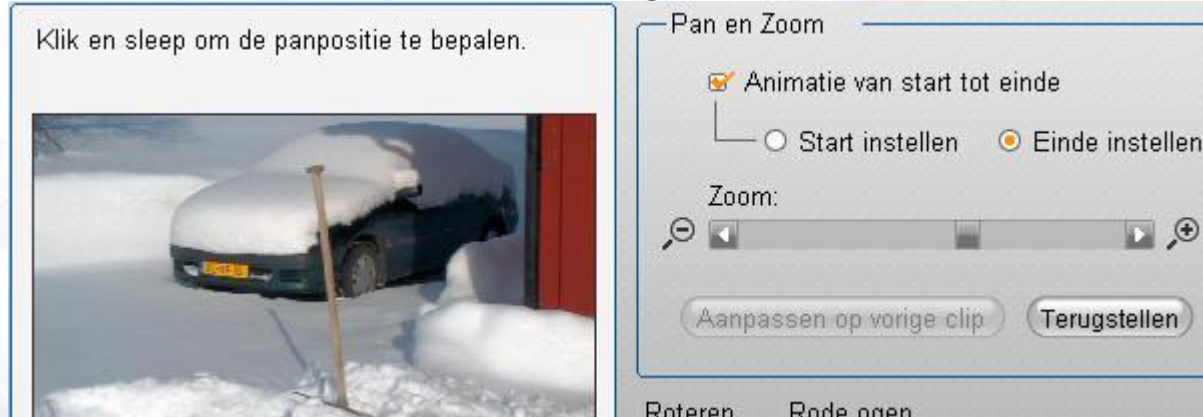 Klik en sleep om de panpositie te bepalen.
Pan en Zoom
Animatie van start tot einde
Start instellen
Einde instellen
Zoom:
Aanpassen op vorige clip
Terugstellen
Roteren
Rode ogen